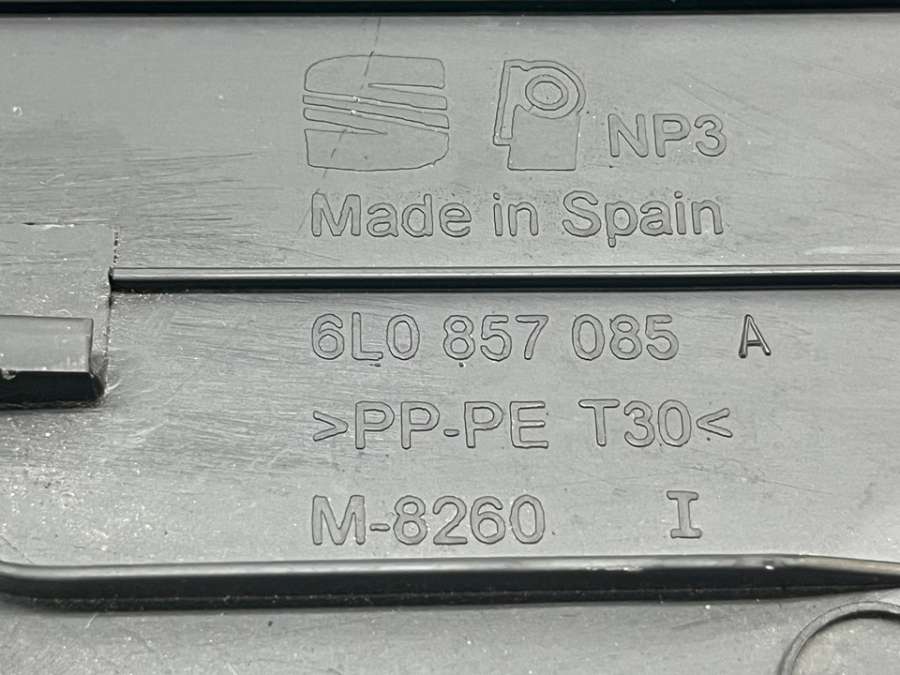 NP3
Made in Spain
6L0 857 085 A
>PP-PE T30<
M-8260 I